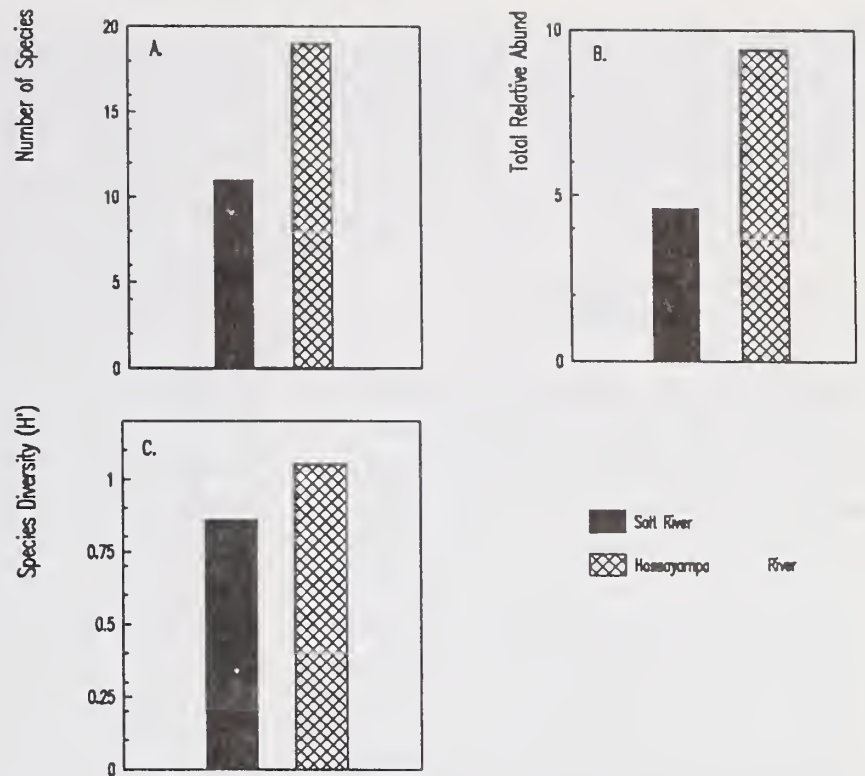 Number of Species
20
15
10
5
0
A.
Total Relative Abund
10
5
0
B.
Species Diversity (H')
1
0.75
0.5
0.25
0
C.
Salt River
Hassayampa River